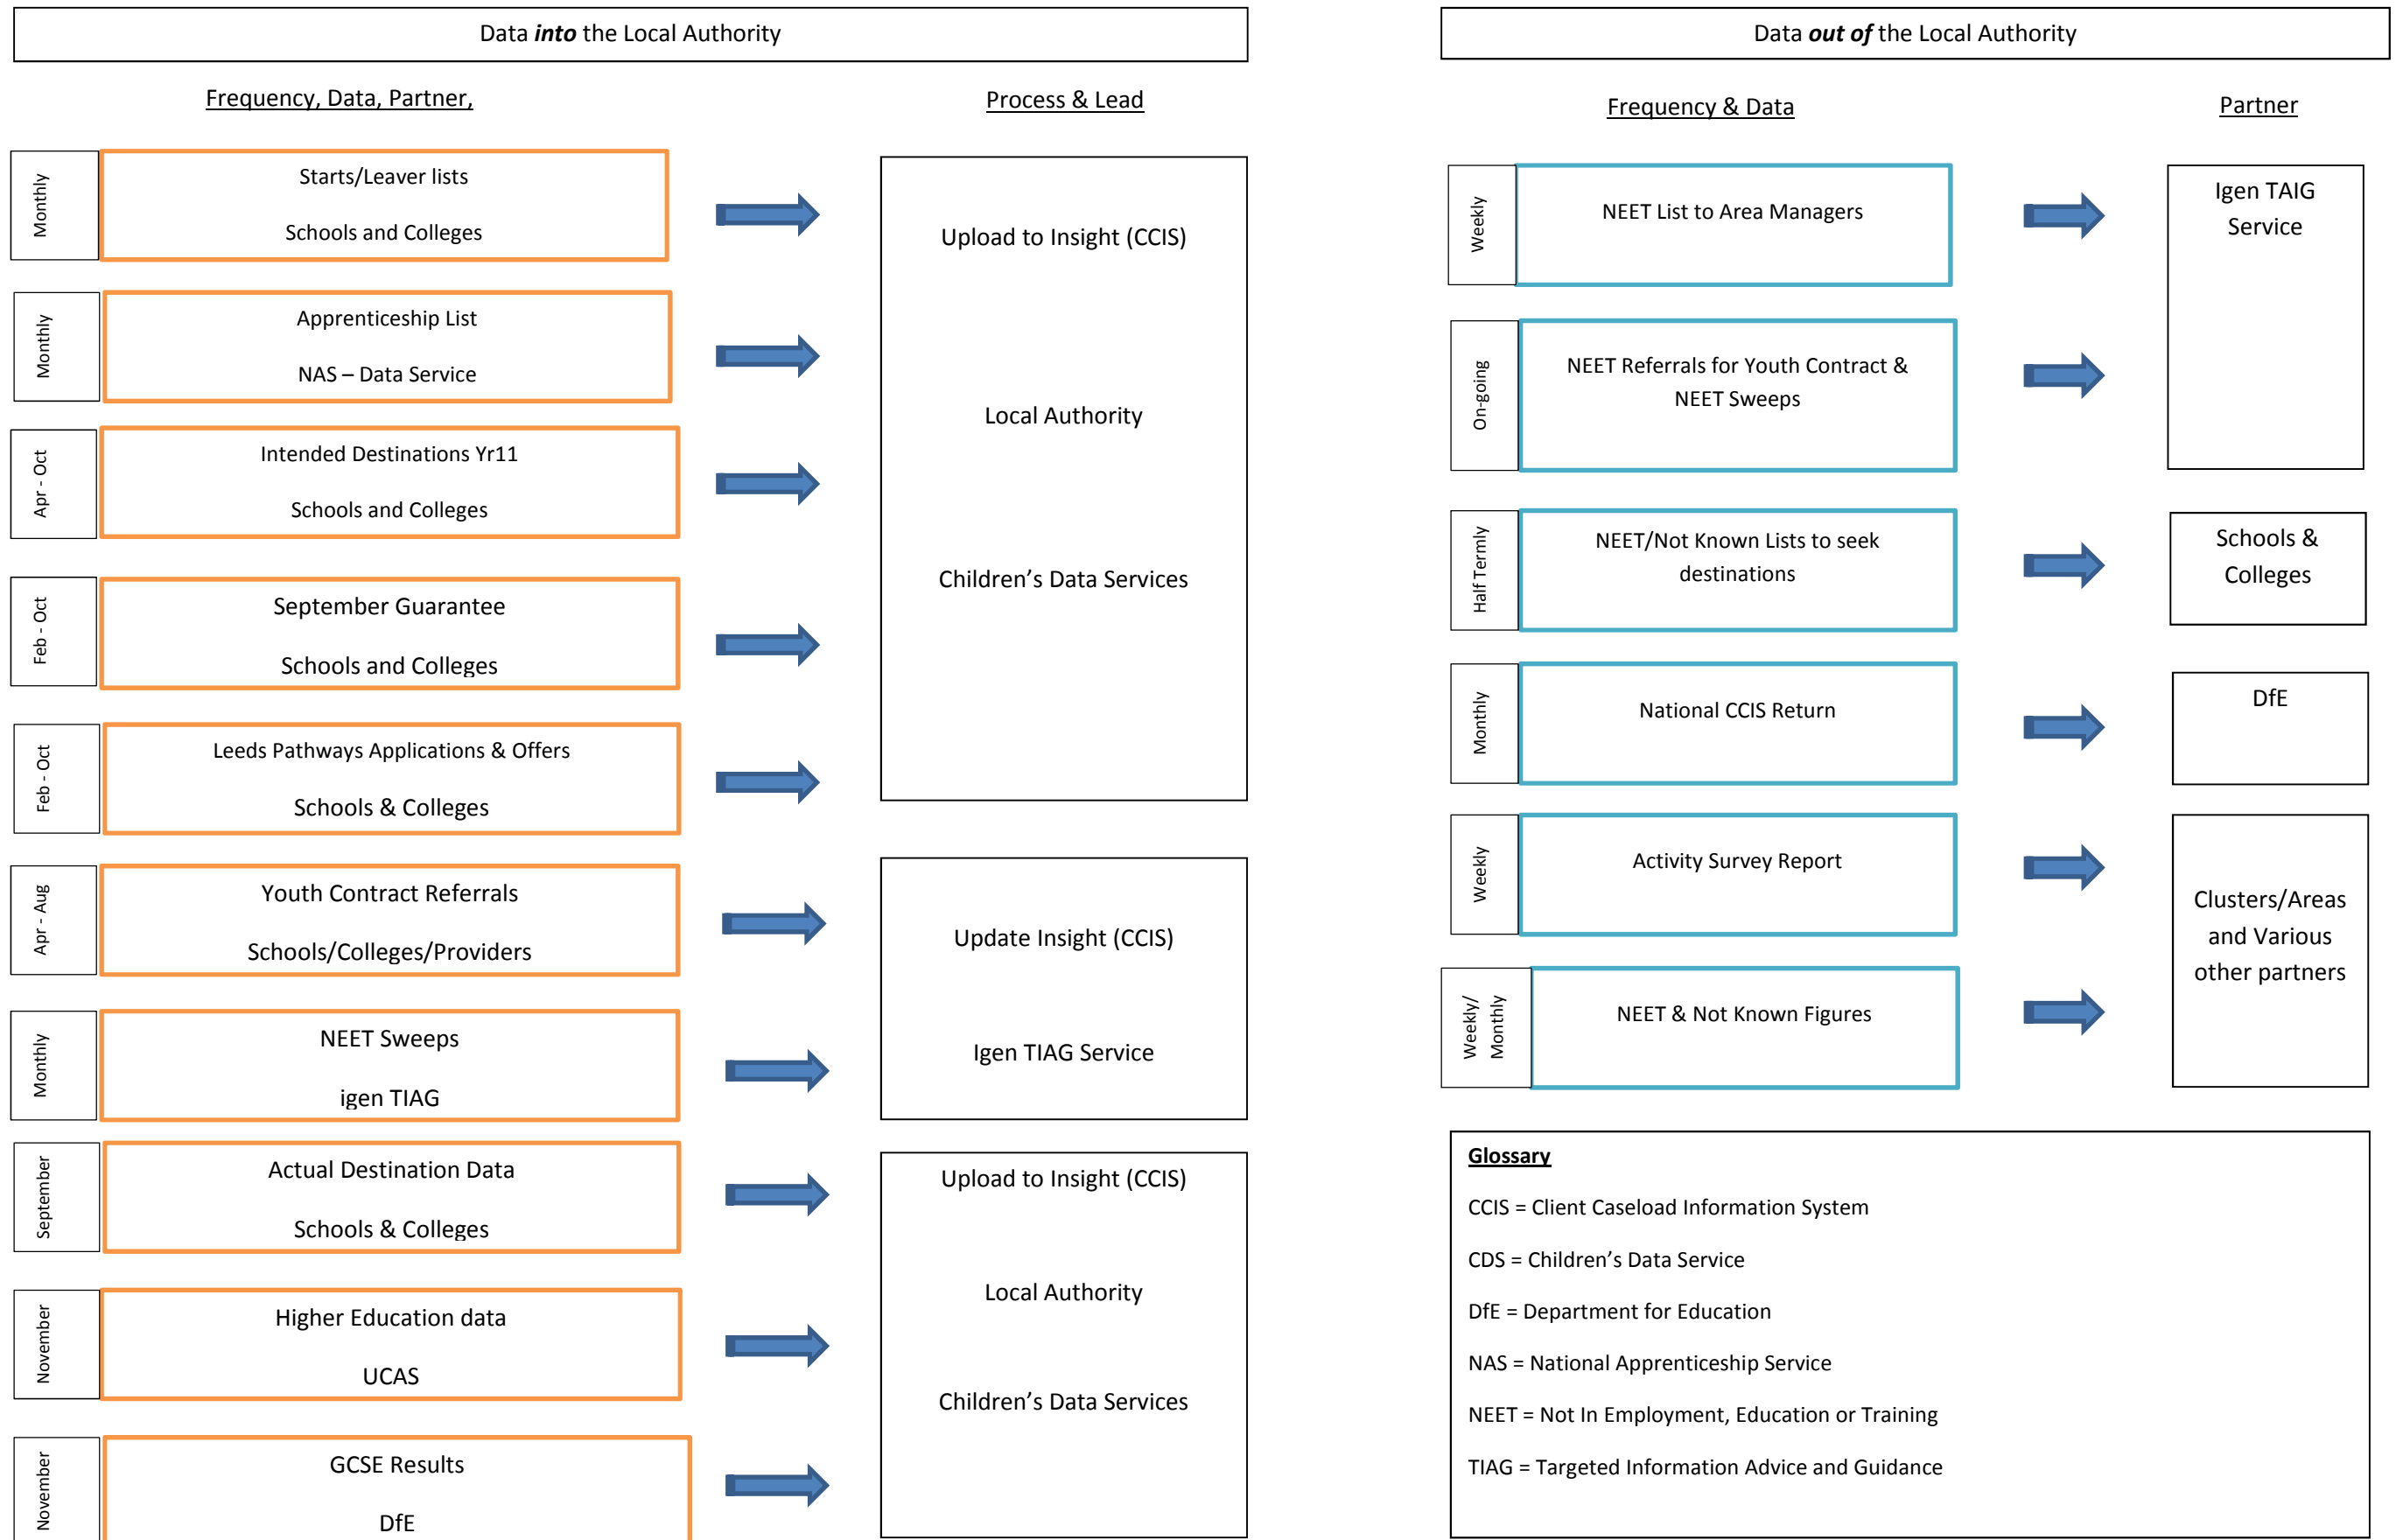 Data into the Local Authority
Frequency, Data, Partner,
Process & Lead
Monthly
Starts/Leaver lists
Schools and Colleges
Monthly
Apprenticeship List
NAS – Data Service
Apr - Oct
Intended Destinations Yr11
Schools and Colleges
Feb - Oct
September Guarantee
Schools and Colleges
Feb - Oct
Leeds Pathways Applications & Offers
Schools & Colleges
Upload to Insight (CCIS)
Local Authority
Children's Data Services
Apr - Aug
Youth Contract Referrals
Schools/Colleges/Providers
Monthly
NEET Sweeps
igen TIAG
Update Insight (CCIS)
Igen TIAG Service
September
Actual Destination Data
Schools & Colleges
November
Higher Education data
UCAS
November
GCSE Results
DfE
Upload to Insight (CCIS)
Local Authority
Children's Data Services
Data out of the Local Authority
Frequency & Data
Partner
Weekly
NEET List to Area Managers
On-going
NEET Referrals for Youth Contract &
NEET Sweeps
Igen TAIG
Service
Half Termly
NEET/Not Known Lists to seek
destinations
Schools &
Colleges
Monthly
National CCIS Return
DfE
Weekly
Activity Survey Report
Weekly/
Monthly
NEET & Not Known Figures
Clusters/Areas
and Various
other partners
Glossary
CCIS = Client Caseload Information System
CDS = Children's Data Service
DfE = Department for Education
NAS = National Apprenticeship Service
NEET = Not In Employment, Education or Training
TIAG = Targeted Information Advice and Guidance